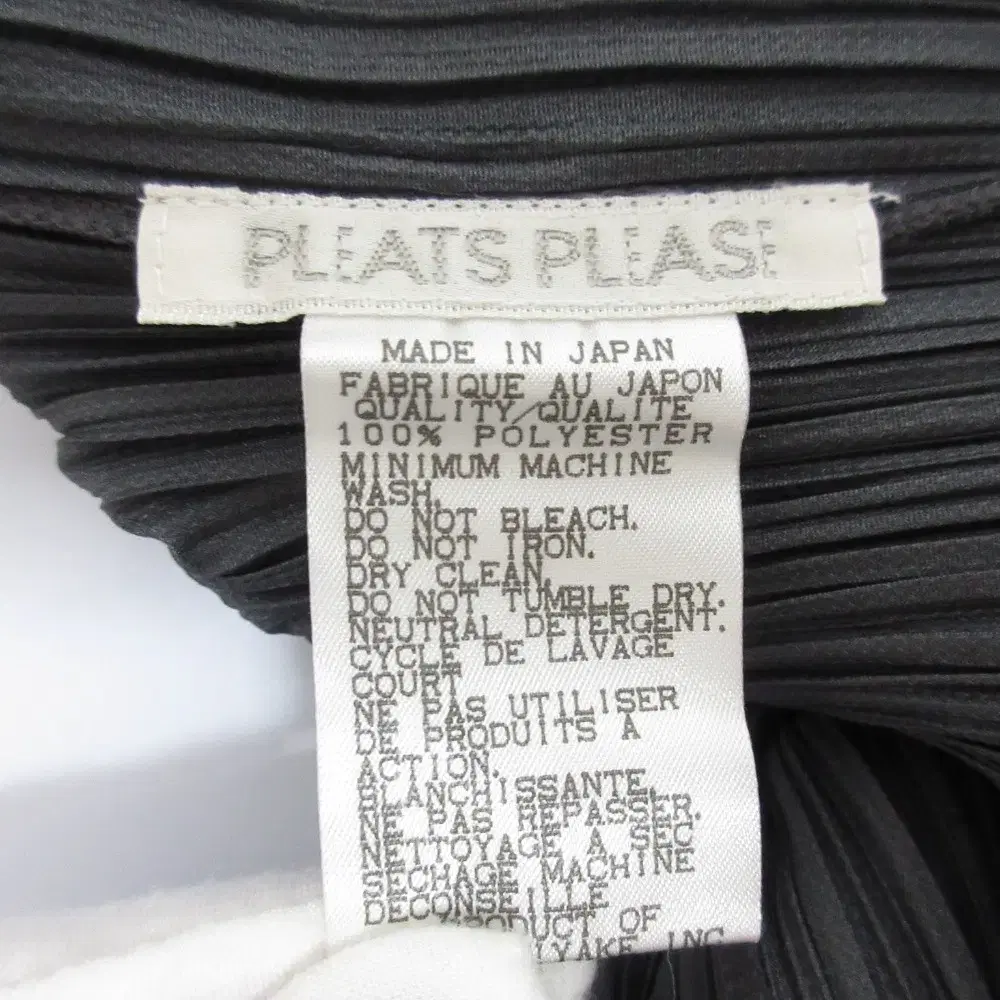 PLEATS PLEASE
MADE IN JAPAN
FABRIQUE AU JAPON
QUALITY/QUALITE
100% POLYESTER
MINIMUM MACHINE
WASH.
DO NOT BLEACH.
DO NOT IRON.
DRY CLEAN.
DO NOT TUMBLE DRY.
NEUTRAL DETERGENT.
CYCLE DE LAVAGE
COURT
NE PAS UTILISER
DE PRODUITS A
ACTION.
BLANCHISSANTE.
NE PAS REPASSER.
NETTOYAGE A SEC
SECHAGE MACHINE
DECONSEILLE
PRODUCT OF
INC